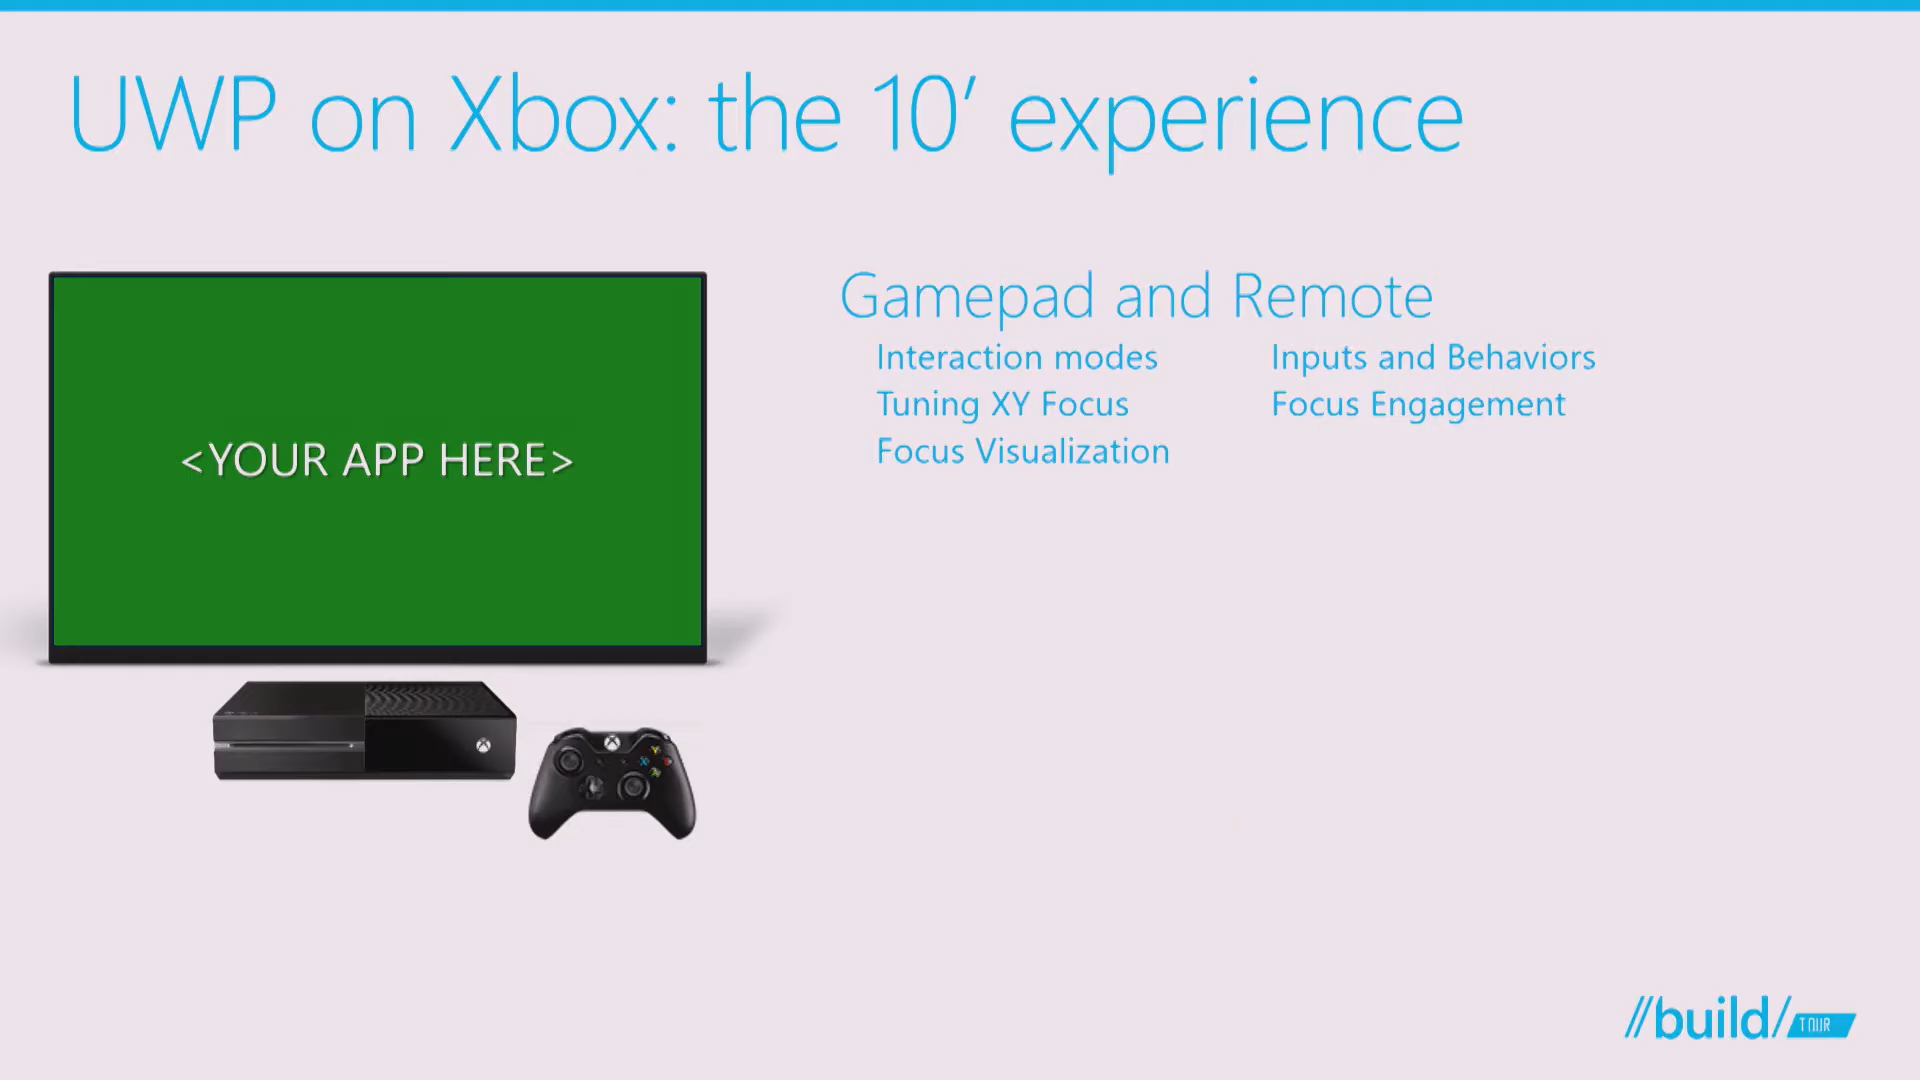 UWP on Xbox: the 10’ experience
<YOUR APP HERE>
Gamepad and Remote
Interaction modes
Tuning XY Focus
Focus Visualization
Inputs and Behaviors
Focus Engagement
//build/ TOUR